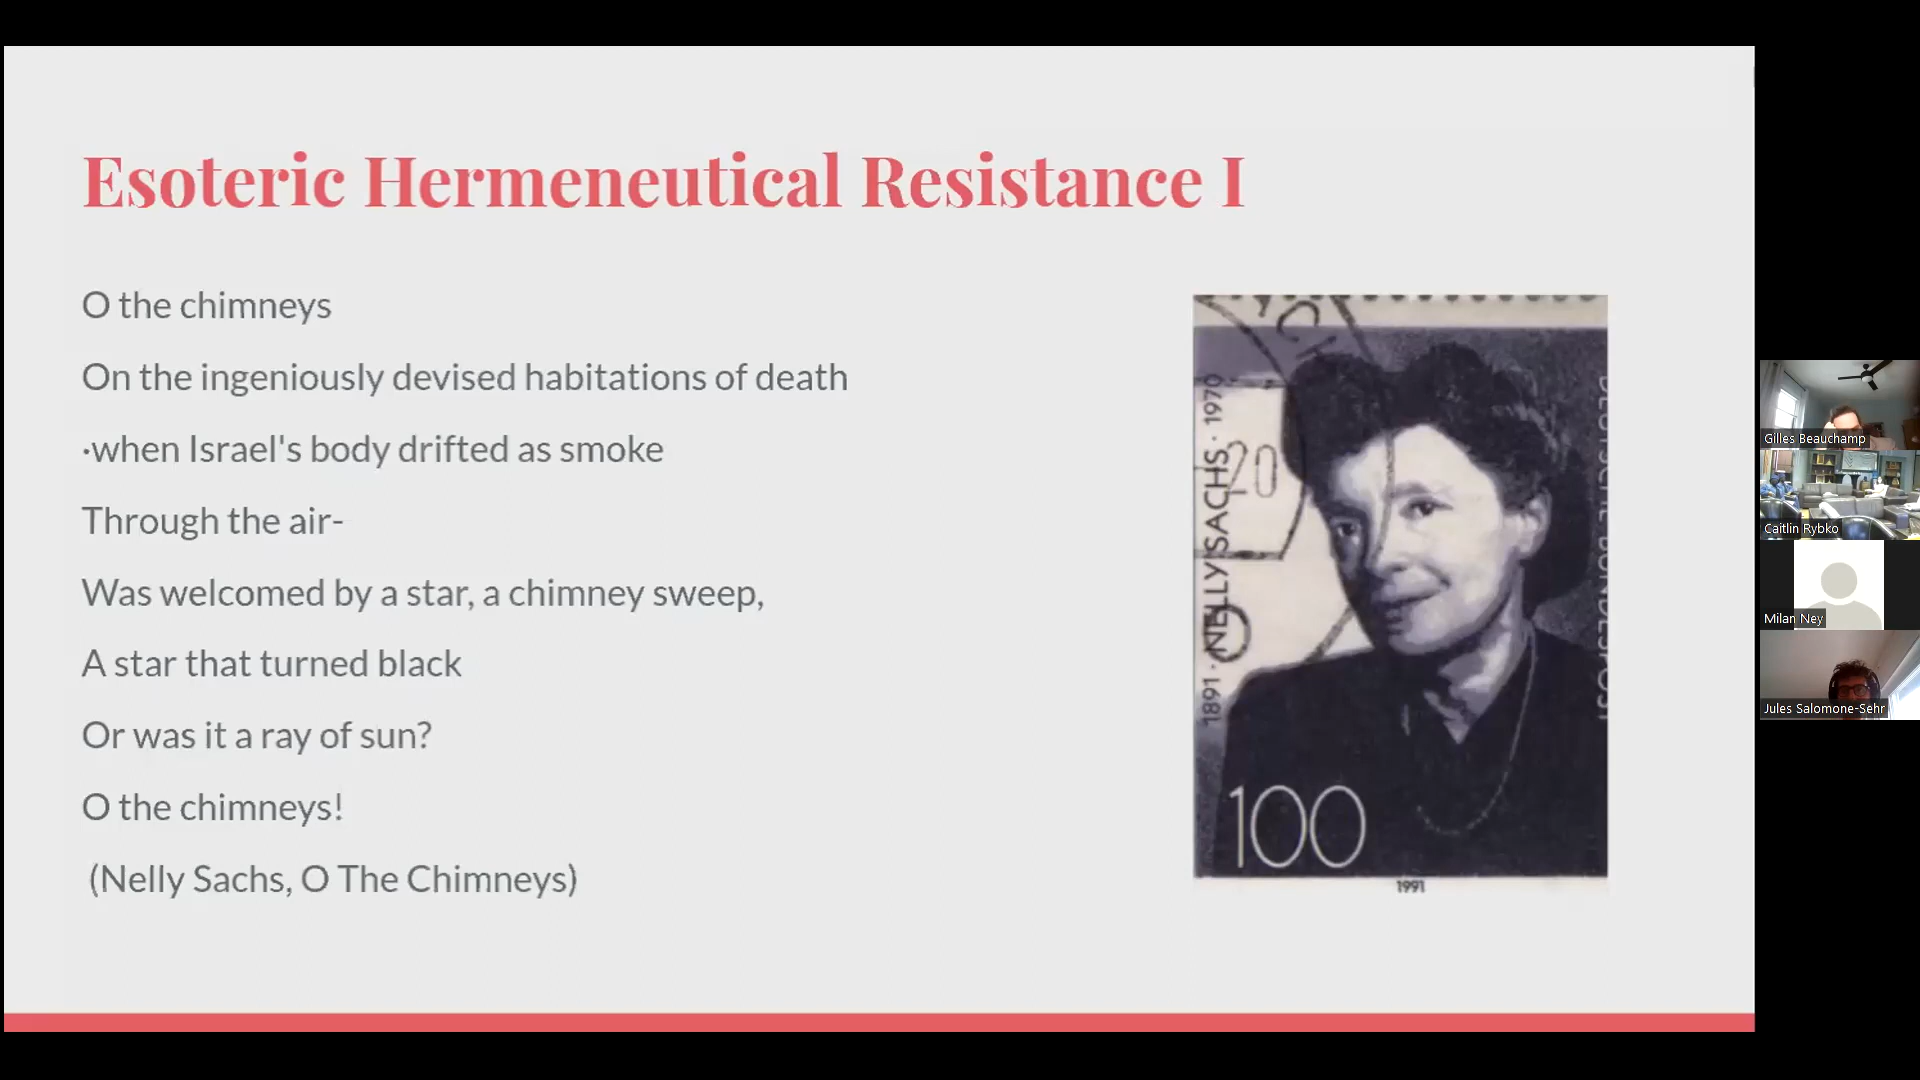 Esoteric Hermeneutical Resistance I
O the chimneys
On the ingeniously devised habitations of death
·when Israel's body drifted as smoke
Through the air-
Was welcomed by a star, a chimney sweep,
A star that turned black
Or was it a ray of sun?
O the chimneys!
(Nelly Sachs, O The Chimneys)
1891 · NELLY SACHS · 1970
DEUTSCHE BUNDESPOST
20
100
1991
Gilles Beauchamp
Caitlin Rybko
Milan Ney
Jules Salomone-Sehr